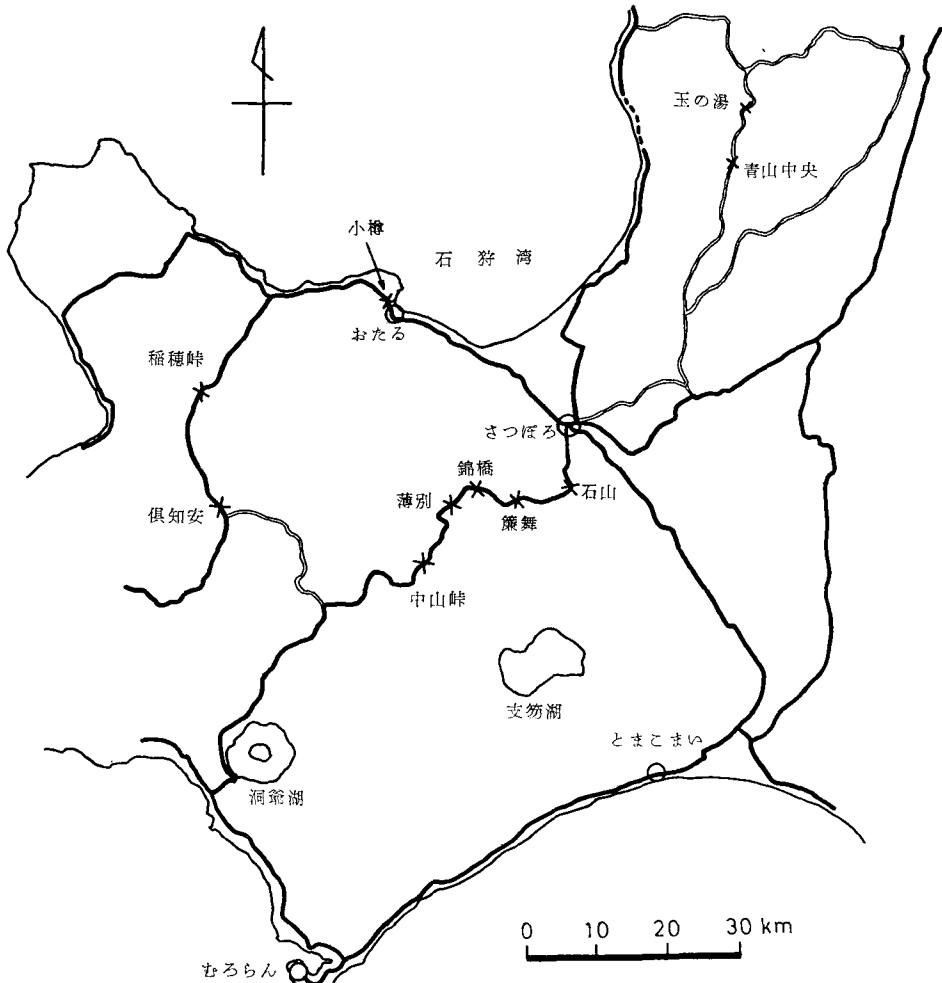 玉の湯
青山中央
小樽
石狩湾
おたる
稲穂峠
さつぽろ
錦橋
石山
薄別
簾舞
倶知安
中山峠
支笏湖
とまこまい
洞爺湖
0 10 20 30 km
むろらん